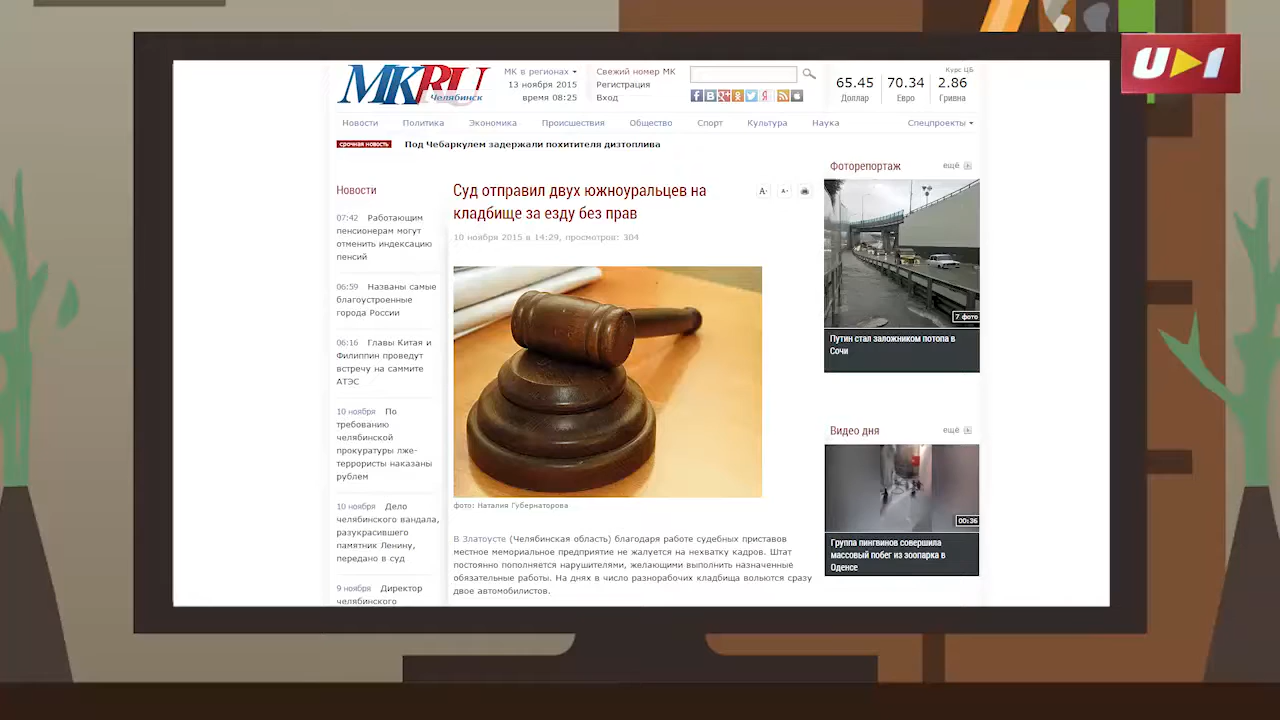 U1
MKRU
Челябинск
МК в регионах
13 ноября 2015
время 08:25
Свежий номер МК
Регистрация
Вход
Курс ЦБ
65.45
Доллар
70.34
Евро
2.86
Гривна
Новости
Политика
Экономика
Происшествия
Общество
Спорт
Культура
Наука
Спецпроекты
срочная новость
Под Чебаркулем задержали похитителя дизтоплива
Новости
07:42 Работающим
пенсионерам могут
отменить индексацию
пенсий
06:59 Названы самые
благоустроенные
города России
06:16 Главы Китая и
Филиппин проведут
встречу на саммите
АТЭС
10 ноября По
требованию
челябинской
прокуратуры лже-
террористы наказаны
рублем
10 ноября Дело
челябинского вандала,
разукрасившего
памятник Ленину,
передано в суд
9 ноября Директор
челябинского
Суд отправил двух южноуральцев на
кладбище за езду без прав
10 ноября 2015 в 14:29, просмотров: 304
A+
A-
фото: Наталия Губернаторова
В Златоусте (Челябинская область) благодаря работе судебных приставов
местное мемориальное предприятие не жалуется на нехватку кадров. Штат
постоянно пополняется нарушителями, желающими выполнить назначенные
обязательные работы. На днях в число разнорабочих кладбища вольются сразу
двое автомобилистов.
Фоторепортаж
ещё
7 фото
Путин стал заложником потопа в
Сочи
Видео дня
ещё
00:36
Группа пингвинов совершила
массовый побег из зоопарка в
Оденсе